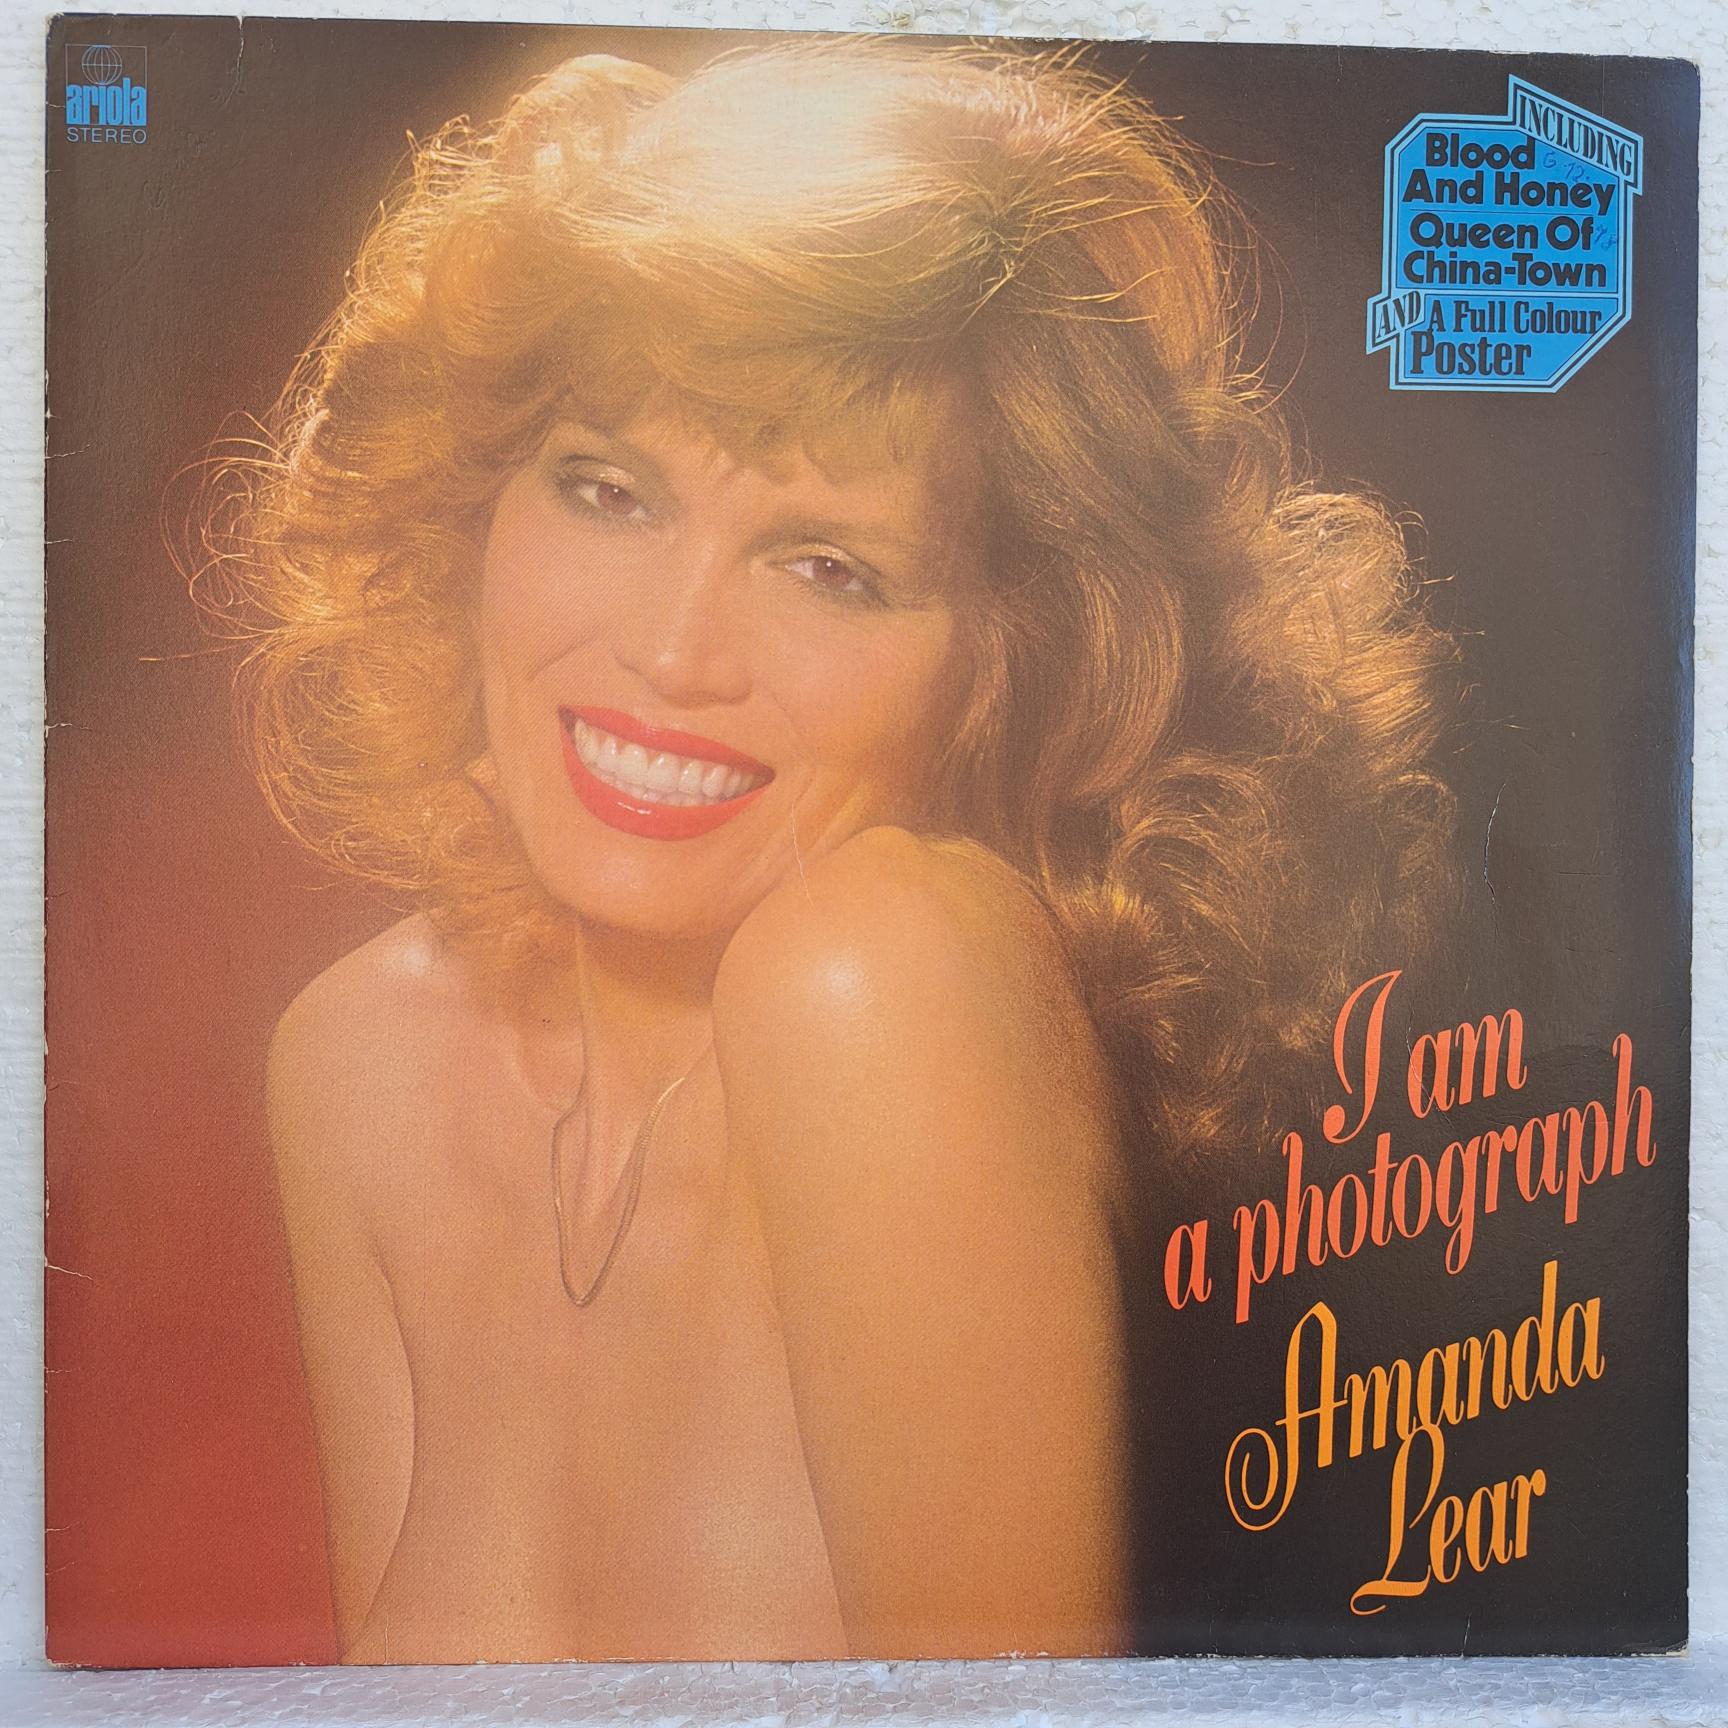 ariola
STEREO
INCLUDING
Blood
And Honey
Queen Of
China-Town
AND A Full Colour
Poster
I am
a photograph
Amanda
Lear